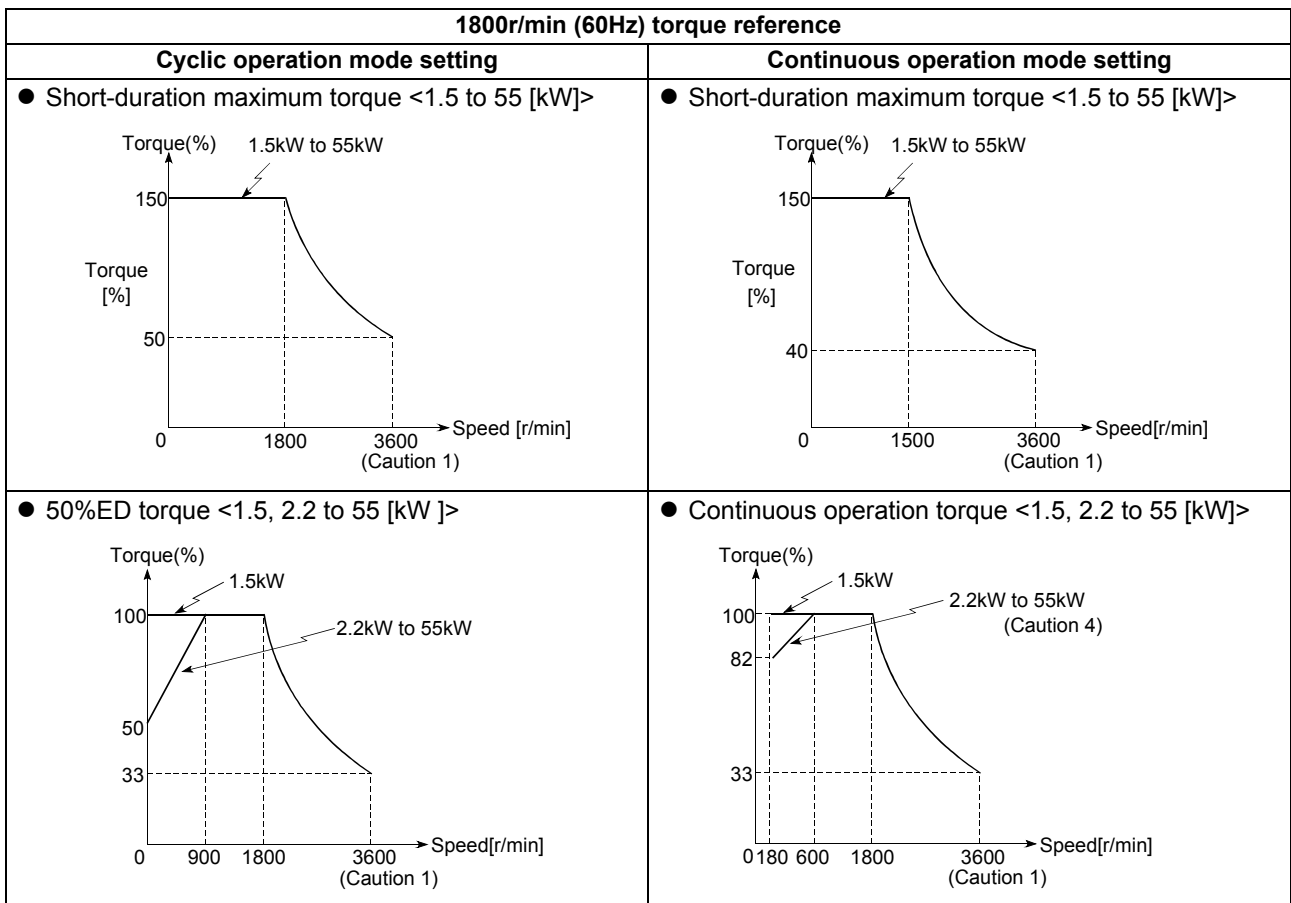 1800r/min (60Hz) torque reference
Cyclic operation mode setting
Continuous operation mode setting
● Short-duration maximum torque <1.5 to 55 [kW]>
Torque(%)
1.5kW to 55kW
150
Torque
[%]
50
0
1800
3600
Speed [r/min]
(Caution 1)
● Short-duration maximum torque <1.5 to 55 [kW]>
Torque(%)
1.5kW to 55kW
150
Torque
[%]
40
0
1500
3600
Speed[r/min]
(Caution 1)
● 50%ED torque <1.5, 2.2 to 55 [kW ]>
Torque(%)
1.5kW
100
2.2kW to 55kW
50
33
0
900
1800
3600
Speed[r/min]
(Caution 1)
● Continuous operation torque <1.5, 2.2 to 55 [kW]>
Torque(%)
1.5kW
2.2kW to 55kW
(Caution 4)
100
82
33
0
180
600
1800
3600
Speed[r/min]
(Caution 1)